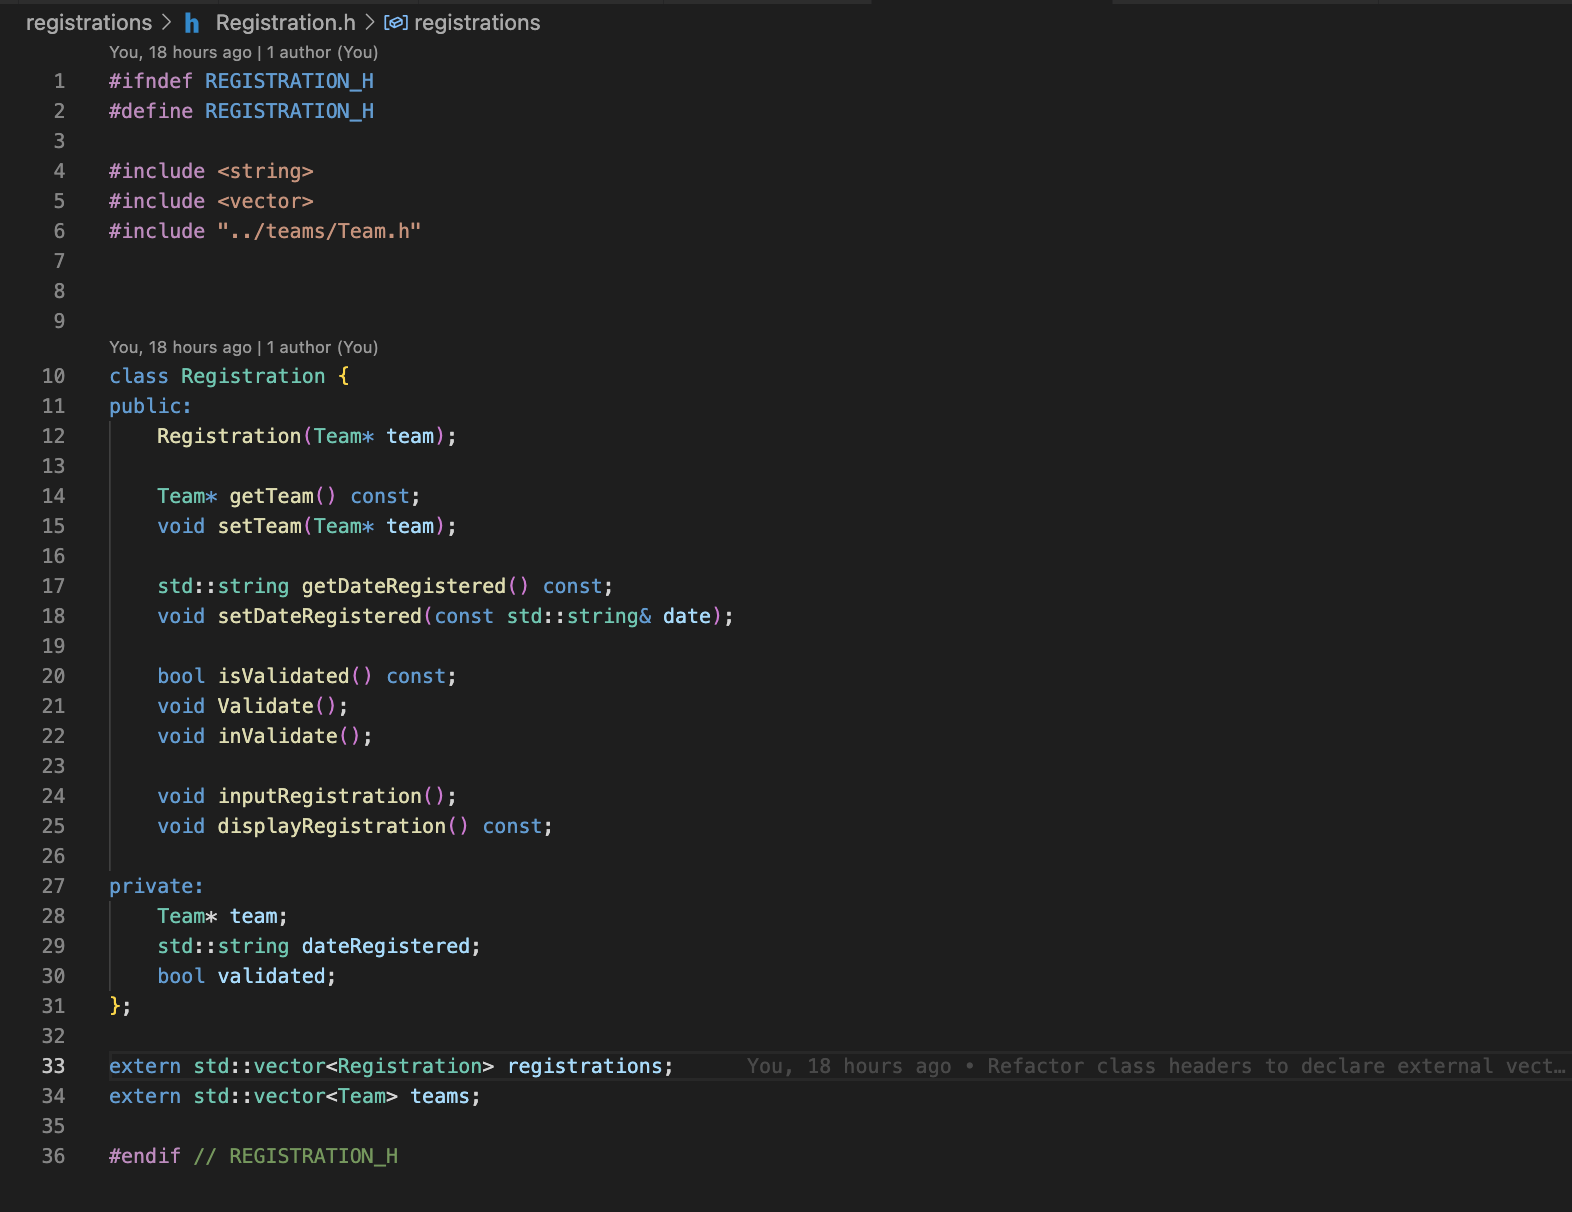 registrations > h Registration.h > registrations
You, 18 hours ago | 1 author (You)
1 #ifndef REGISTRATION_H
2 #define REGISTRATION_H
3
4 #include <string>
5 #include <vector>
6 #include "../teams/Team.h"
7
8
9
You, 18 hours ago | 1 author (You)
10 class Registration {
11 public:
12     Registration(Team* team);
13
14     Team* getTeam() const;
15     void setTeam(Team* team);
16
17     std::string getDateRegistered() const;
18     void setDateRegistered(const std::string& date);
19
20     bool isValidated() const;
21     void Validate();
22     void inValidate();
23
24     void inputRegistration();
25     void displayRegistration() const;
26
27 private:
28     Team* team;
29     std::string dateRegistered;
30     bool validated;
31 };
32
33 extern std::vector<Registration> registrations; You, 18 hours ago • Refactor class headers to declare external vect…
34 extern std::vector<Team> teams;
35
36 #endif // REGISTRATION_H